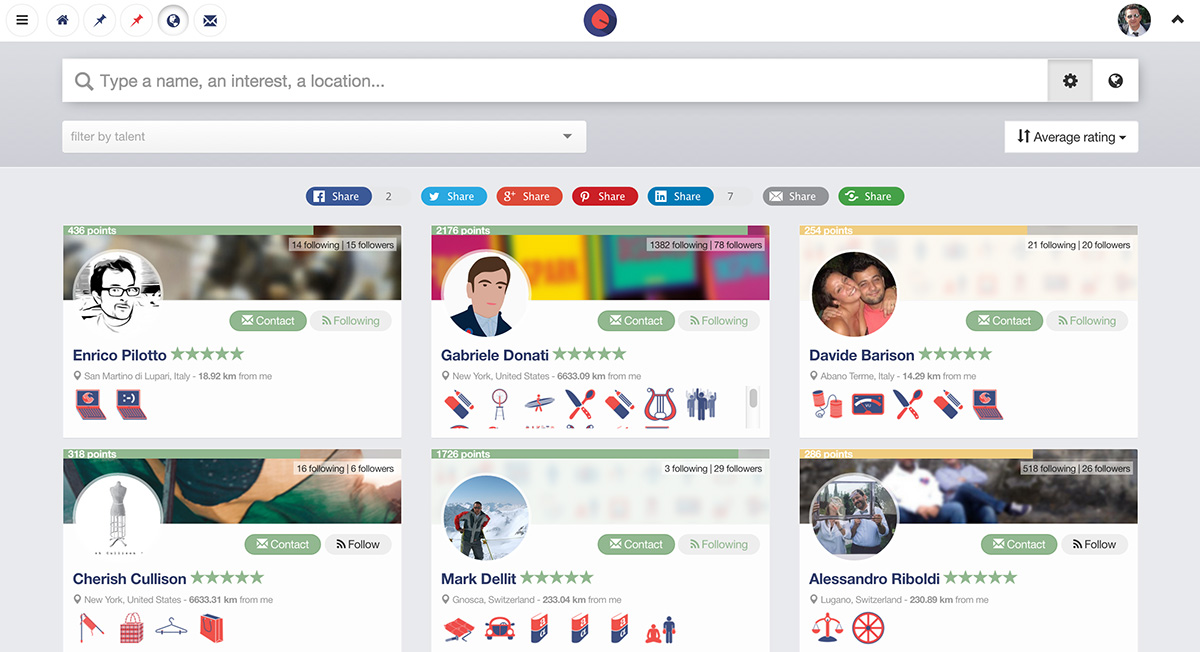 Type a name, an interest, a location...
filter by talent
Average rating
Share 2 Share Share Share Share 7 Share Share
436 points
14 following | 15 followers
Contact Following
Enrico Pilotto
San Martino di Lupari, Italy - 18.92 km from me
2176 points
1382 following | 78 followers
Contact Following
Gabriele Donati
New York, United States - 6633.09 km from me
254 points
21 following | 20 followers
Contact Following
Davide Barison
Abano Terme, Italy - 14.29 km from me
318 points
16 following | 6 followers
Contact Follow
Cherish Cullison
New York, United States - 6633.31 km from me
1726 points
3 following | 29 followers
Contact Following
Mark Dellit
Gnosca, Switzerland - 233.04 km from me
286 points
518 following | 26 followers
Contact Follow
Alessandro Riboldi
Lugano, Switzerland - 230.89 km from me